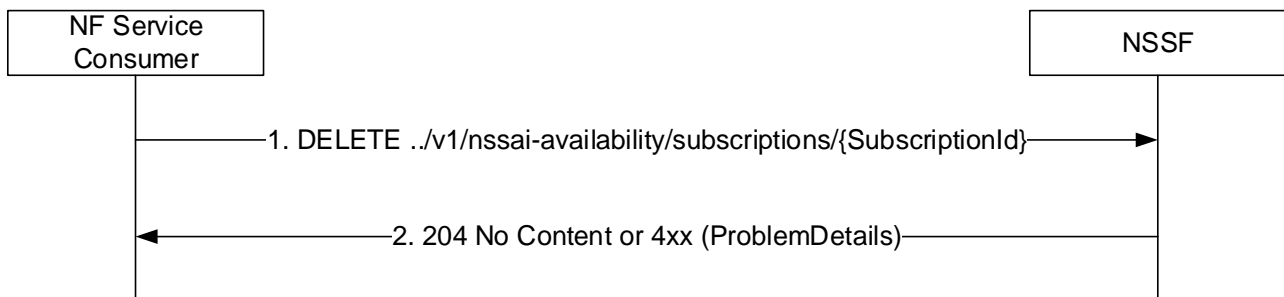 NF Service
Consumer
NSSF
1. DELETE ../v1/nssai-availability/subscriptions/{SubscriptionId}
2. 204 No Content or 4xx (ProblemDetails)